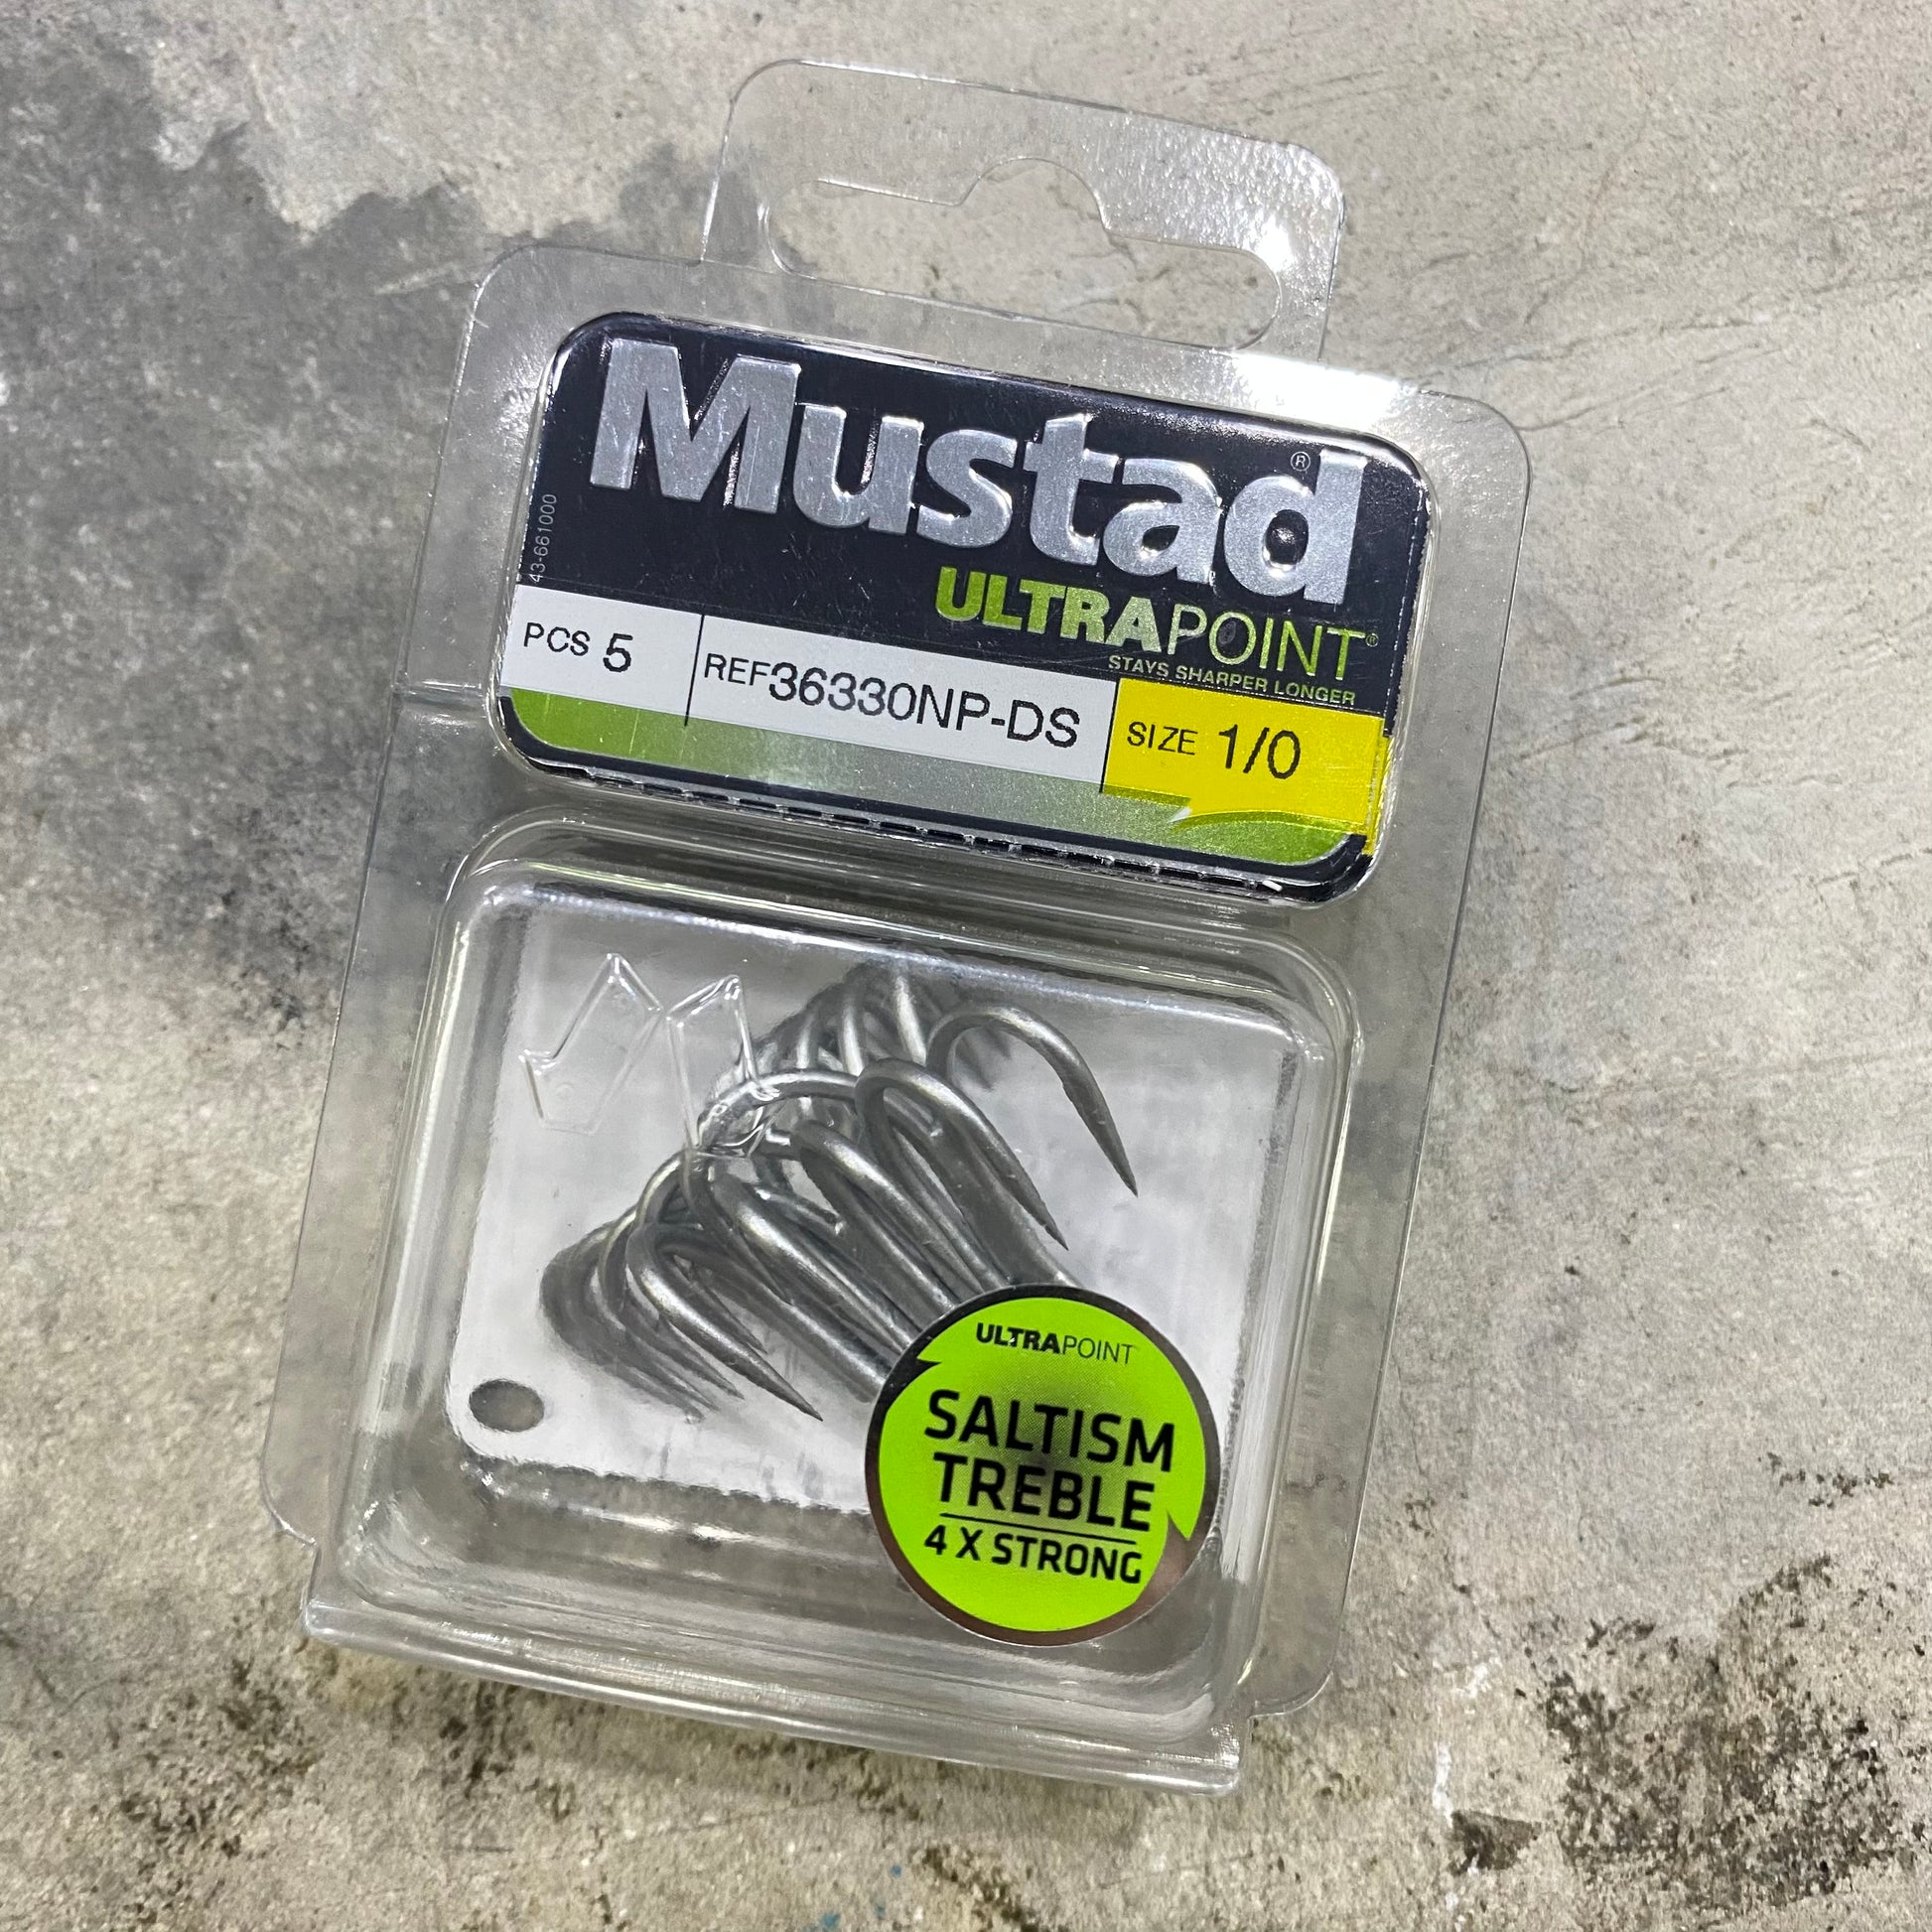 Mustad®
43-661000
ULTRAPOINT®
STAYS SHARPER LONGER
PCS 5
REF36330NP-DS
SIZE 1/0
ULTRAPOINT
SALTISM
TREBLE
4 X STRONG